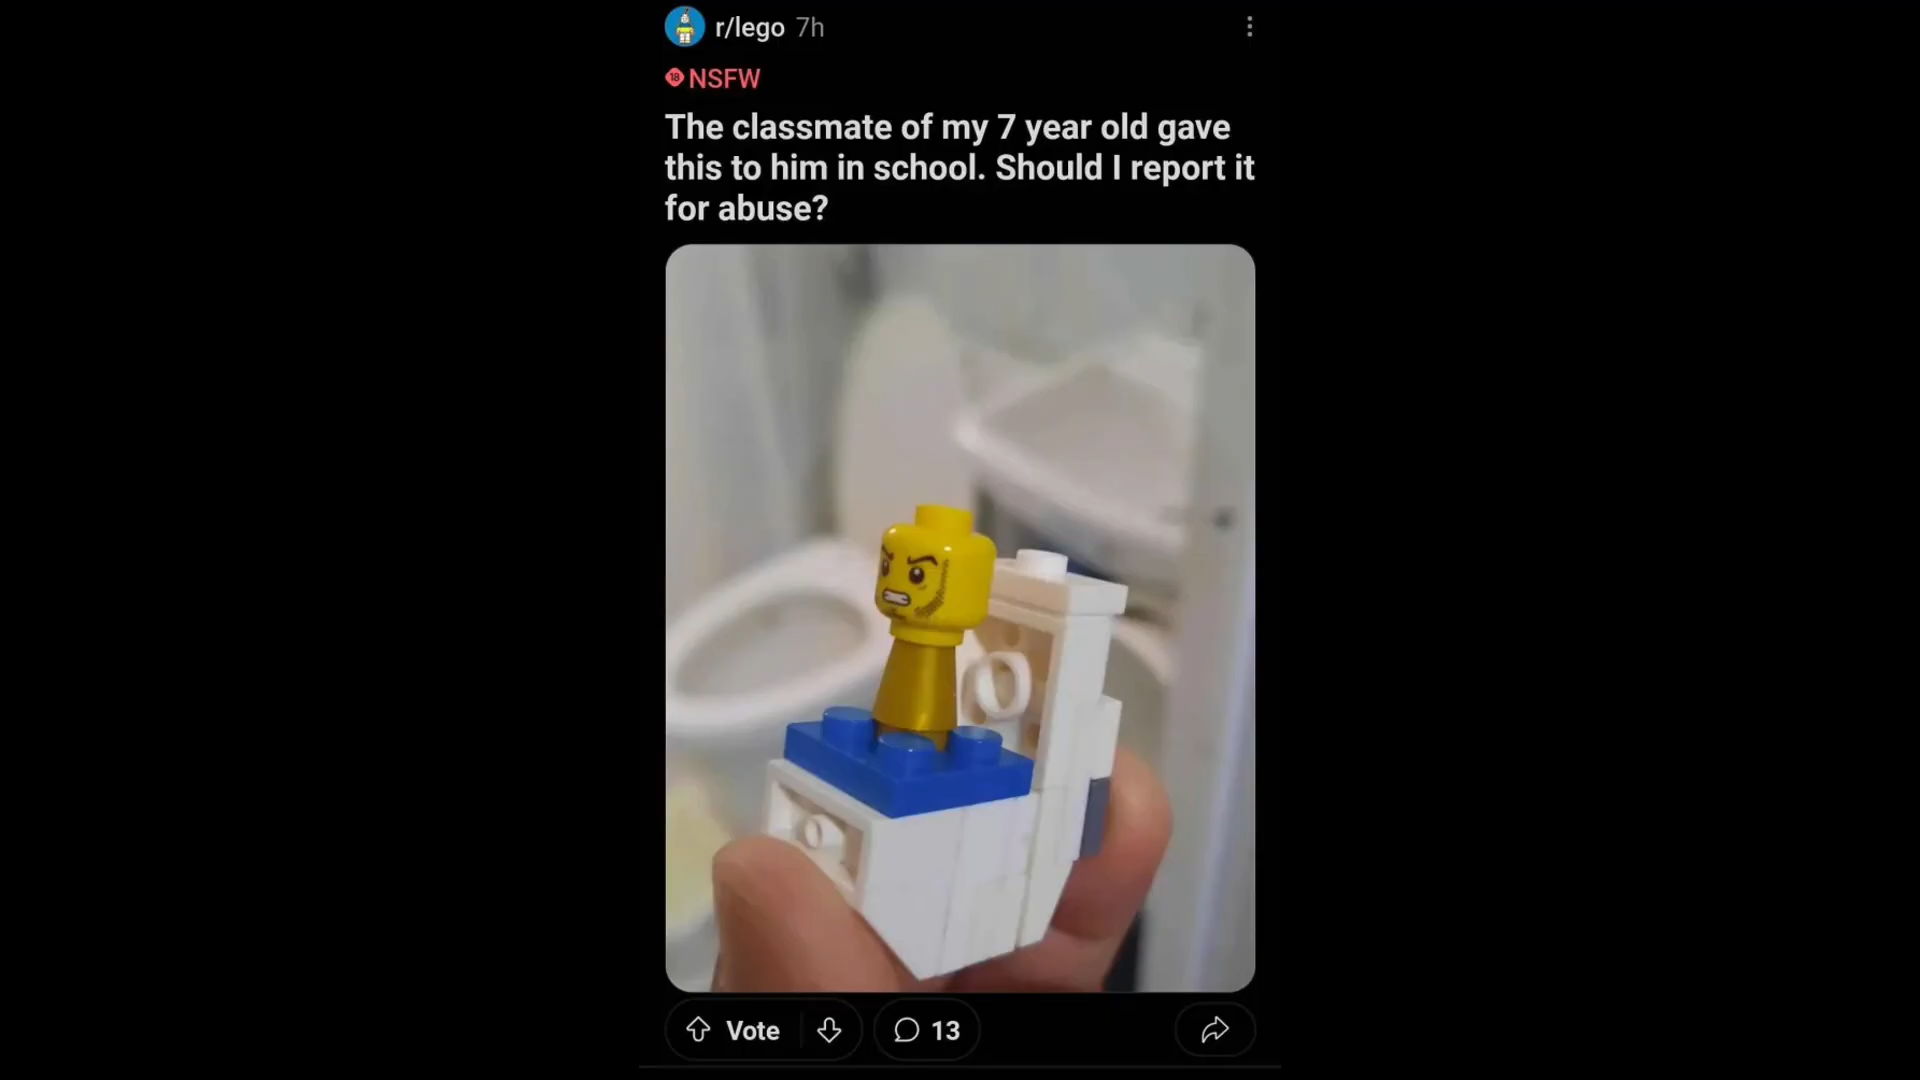 r/lego 7h
18 NSFW
The classmate of my 7 year old gave
this to him in school. Should I report it
for abuse?
Vote 13